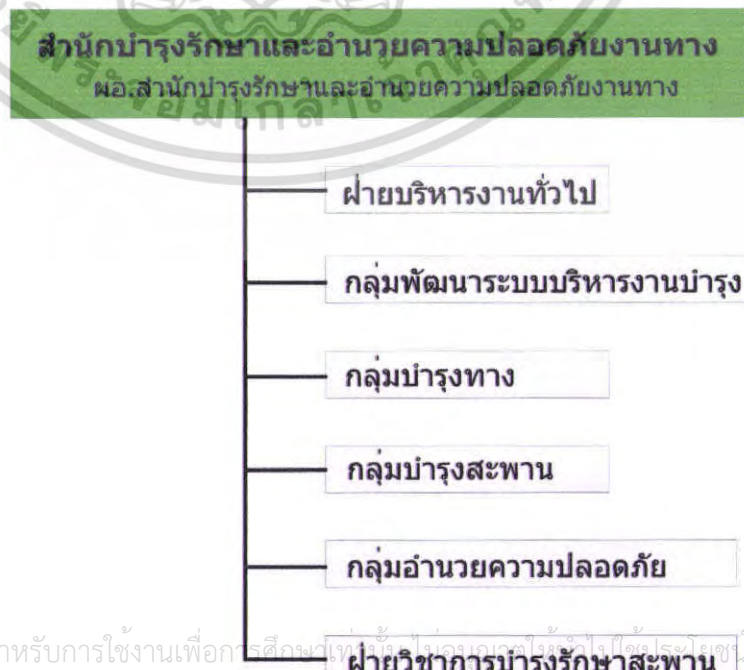 สำนักบำรุงรักษาและอำนวยความปลอดภัยงานทาง
ผอ.สำนักบำรุงรักษาและอำนวยความปลอดภัยงานทาง
ฝ่ายบริหารงานทั่วไป
กลุ่มพัฒนาระบบบริหารงานบำรุง
กลุ่มบำรุงทาง
กลุ่มบำรุงสะพาน
กลุ่มอำนวยความปลอดภัย
ฝ่ายวิชาการบำรุงรักษาสะพาน